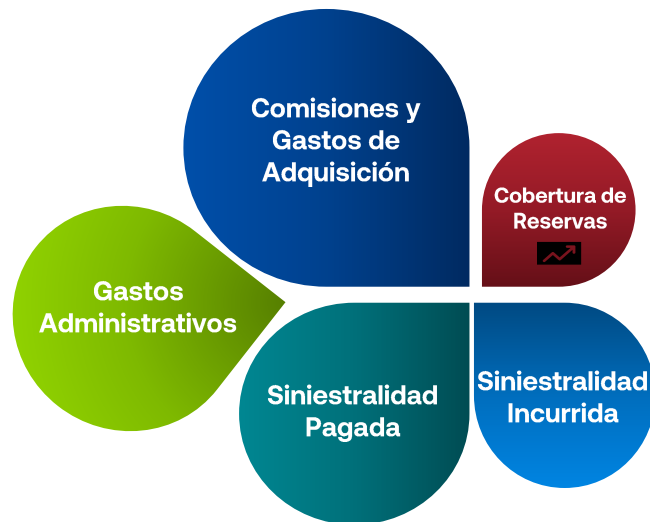 Comisiones y
Gastos de
Adquisición
Cobertura de
Reservas
Gastos
Administrativos
Siniestralidad
Pagada
Siniestralidad
Incurrida